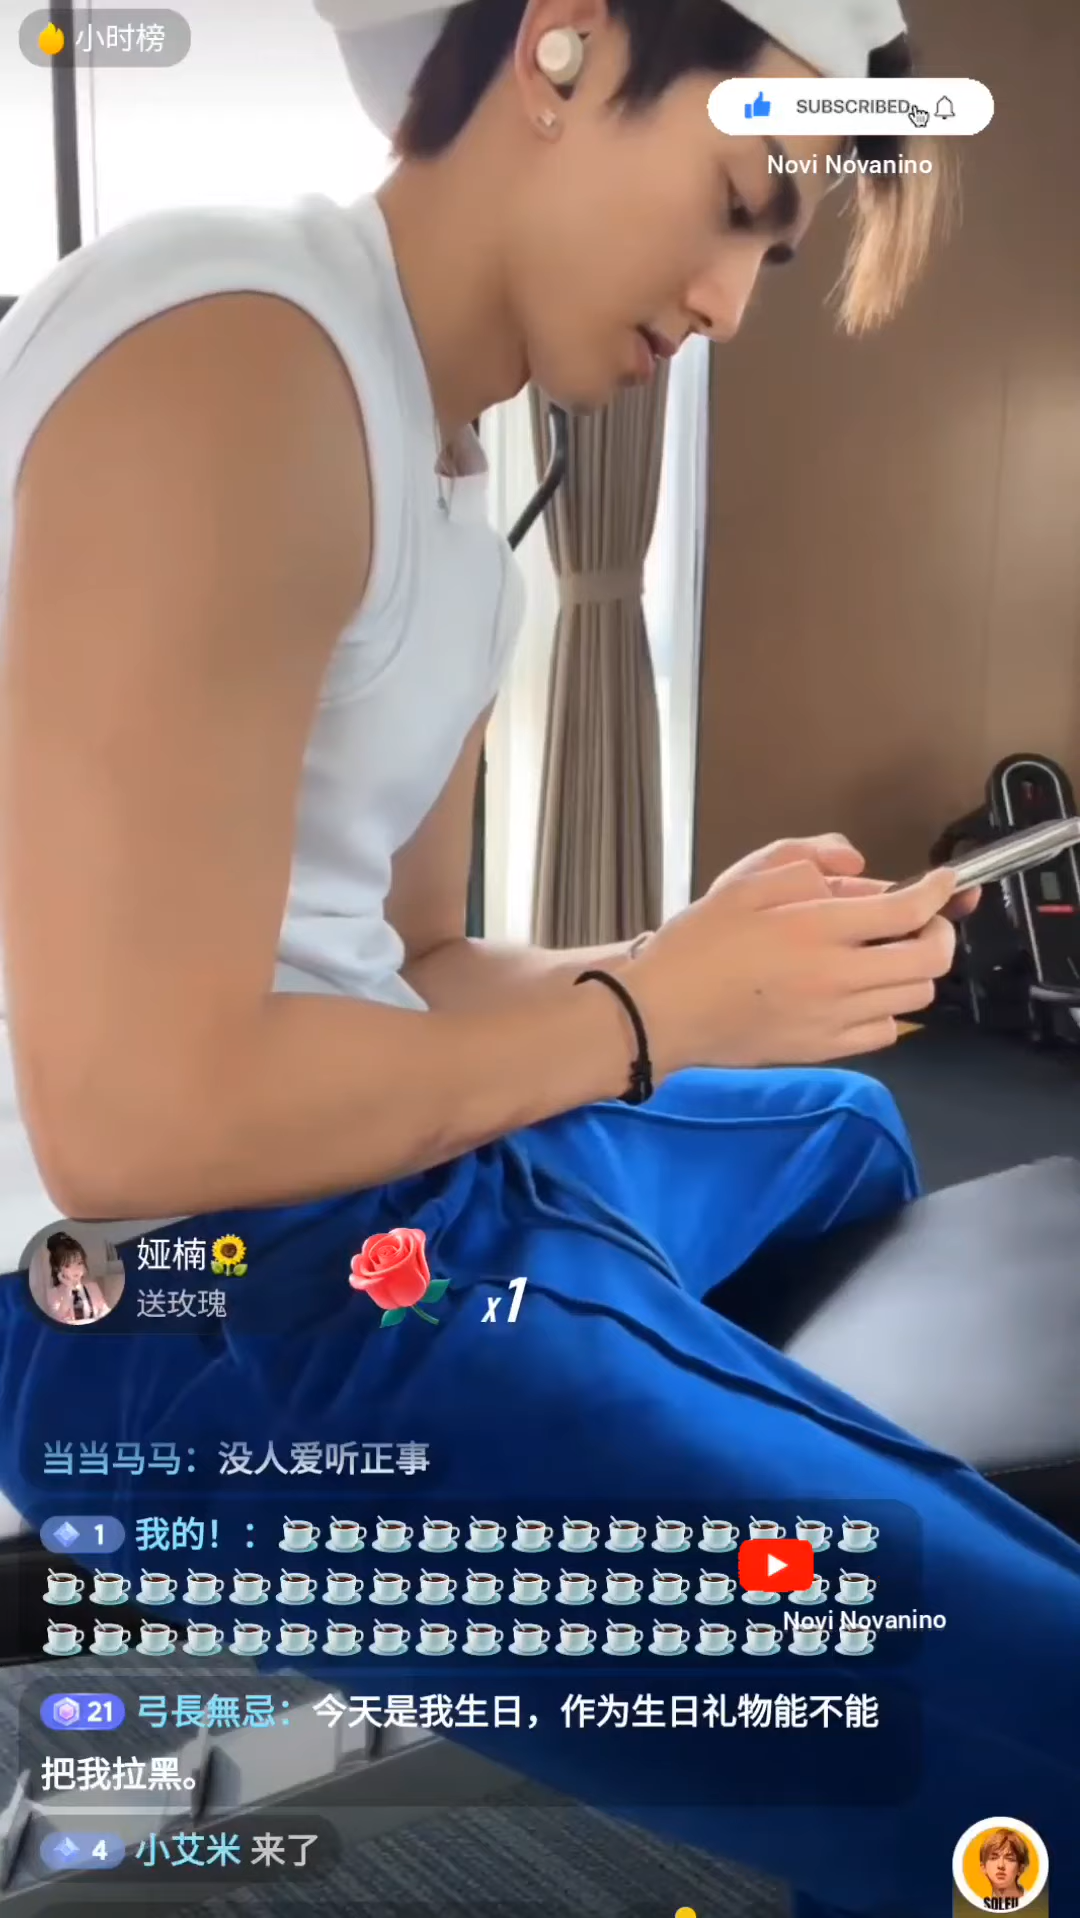 小时榜
SUBSCRIBED
Novi Novanino
娅楠🌻
送玫瑰
x1
当当马马：没人爱听正事
1 我的！：☕☕☕☕☕☕☕☕☕☕☕☕☕
☕☕☕☕☕☕☕☕☕☕☕☕☕☕☕☕☕☕
☕☕☕☕☕☕☕☕☕☕☕☕☕☕☕☕☕☕
Novi Novanino
21 弓長無忌：今天是我生日，作为生日礼物能不能
把我拉黑。
4 小艾米 来了